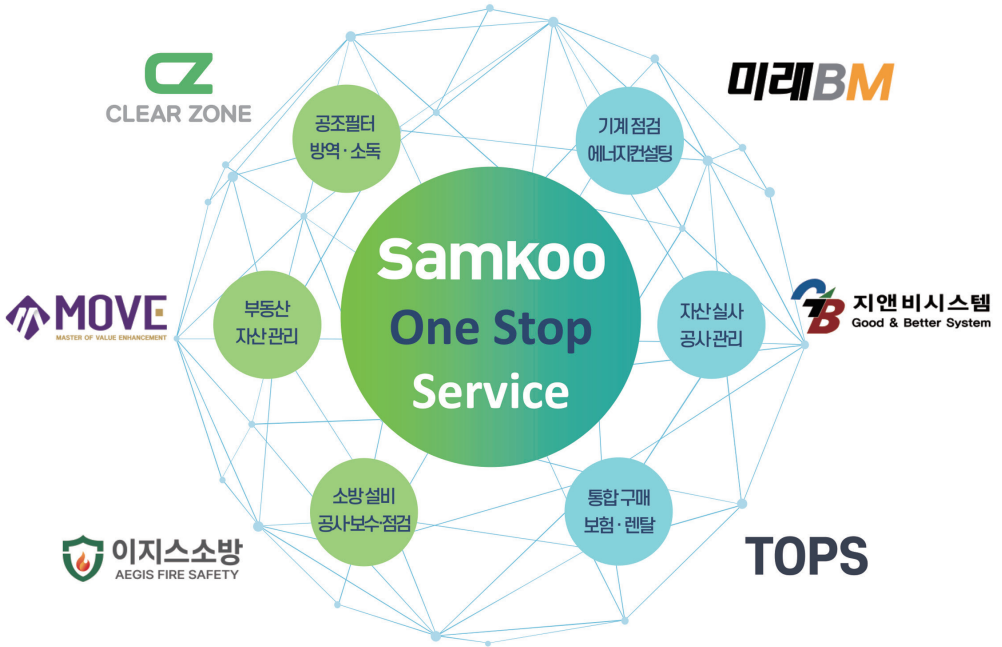 CZ
CLEAR ZONE
공조필터
방역·소독
기계 점검
에너지컨설팅
미래BM
MOVE
MASTER OF VALUE ENHANCEMENT
부동산
자산 관리
Samkoo
One Stop
Service
자산 실사
공사 관리
GTB
지앤비시스템
Good & Better System
이지스소방
AEGIS FIRE SAFETY
소방 설비
공사·보수·점검
통합 구매
보험·렌탈
TOPS